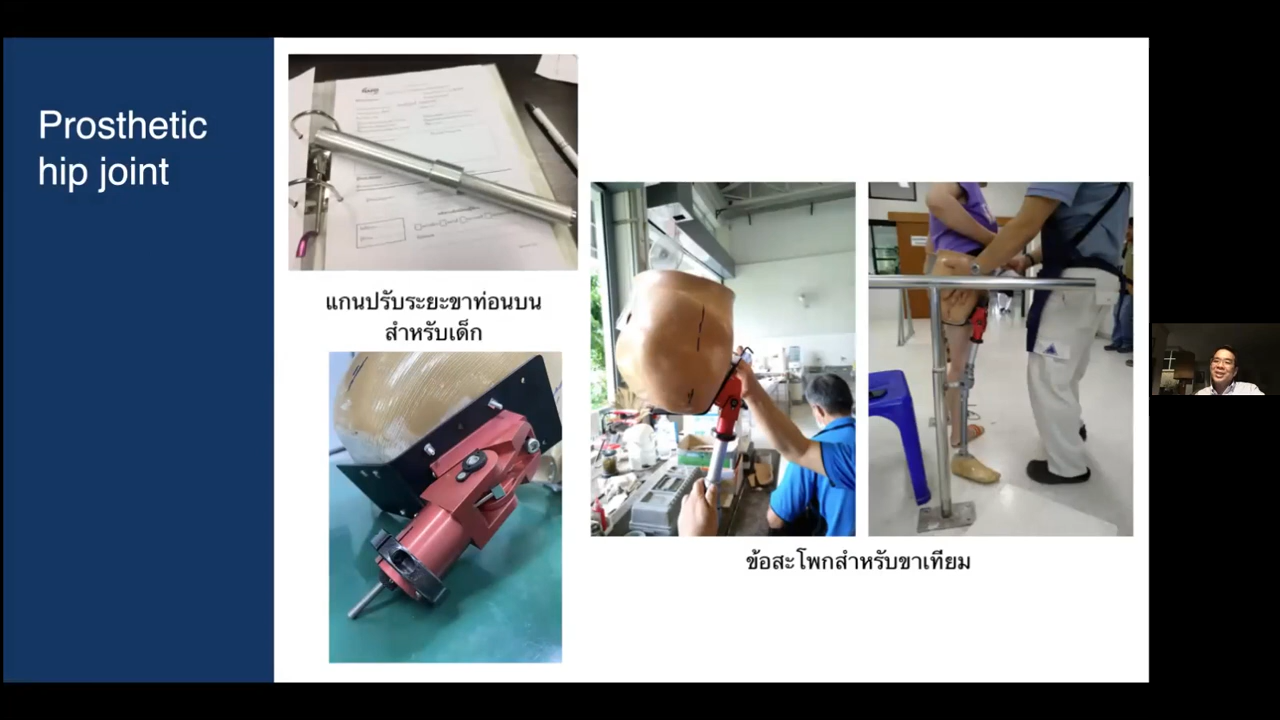 Prosthetic
hip joint
แกนปรับระยะขาท่อนบน
สำหรับเด็ก
ข้อสะโพกสำหรับขาเทียม